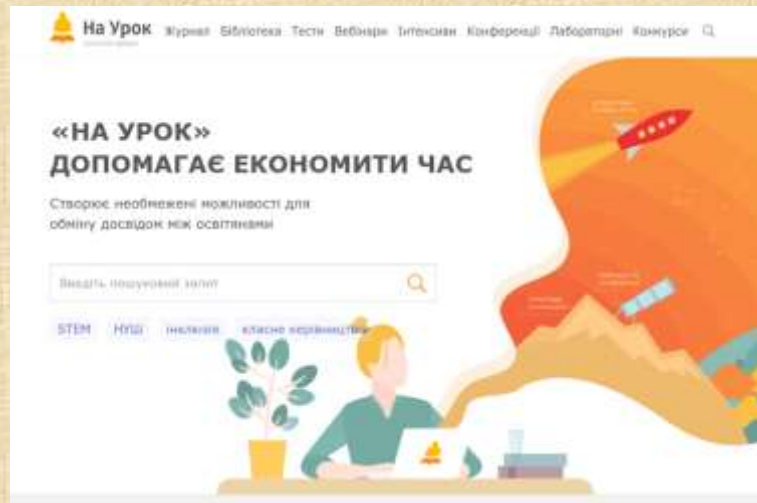 На Урок Журнал Бібліотека Тести Вебінари Інтенсиви Конференції Лабораторні Конкурси
«НА УРОК»
ДОПОМАГАЄ ЕКОНОМИТИ ЧАС
Створює необмежені можливості для
обміну досвідом між освітянами
Введіть пошуковий запит
STEM НУШ інклюзія класне керівництво